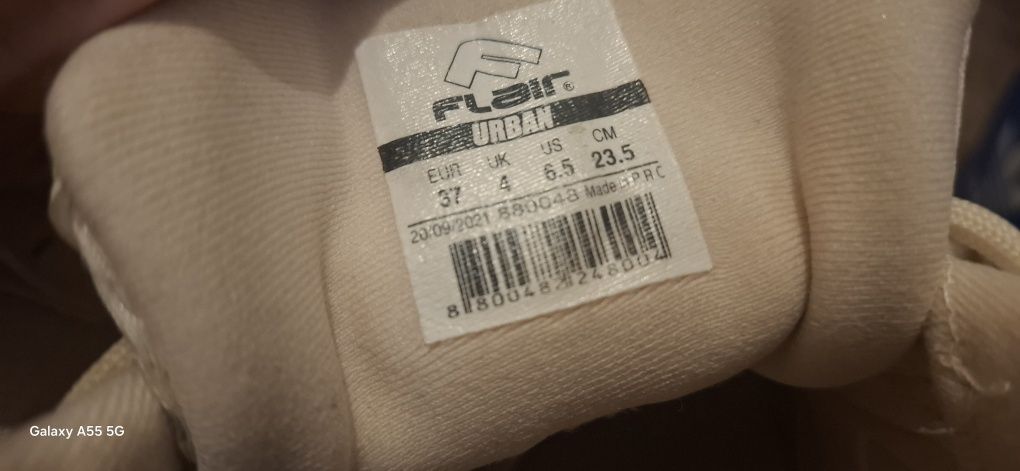 FLair®
URBAN
EUR UK US CM
37 4 6.5 23.5
20/09/2021 880048 Made in P R C
8 800482 248004
Galaxy A55 5G